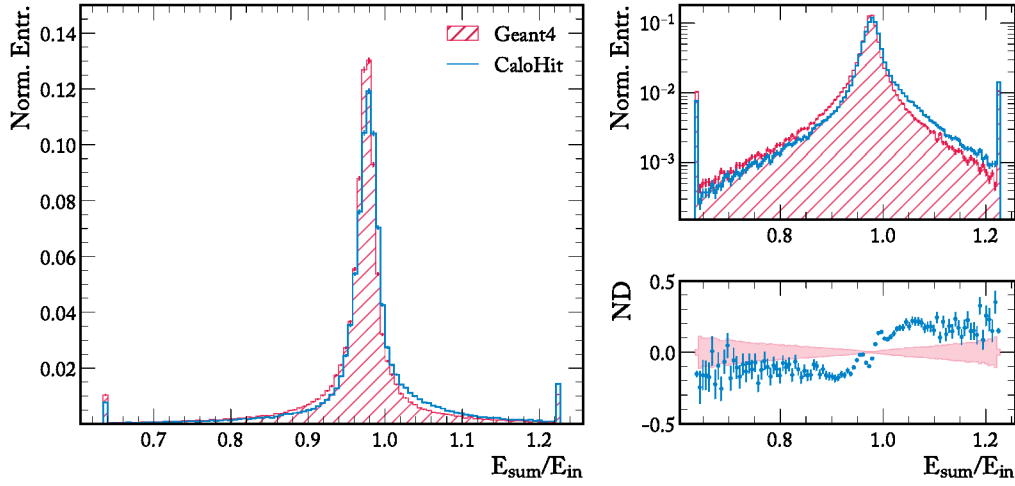 Norm. Entr.
0.14
0.12
0.10
0.08
0.06
0.04
0.02
Geant4
CaloHit
0.7 0.8 0.9 1.0 1.1 1.2
E_sum/E_in
Norm. Entr.
10⁻¹
10⁻²
10⁻³
0.8 1.0 1.2
ND
0.5
0.0
−0.5
0.8 1.0 1.2
E_sum/E_in